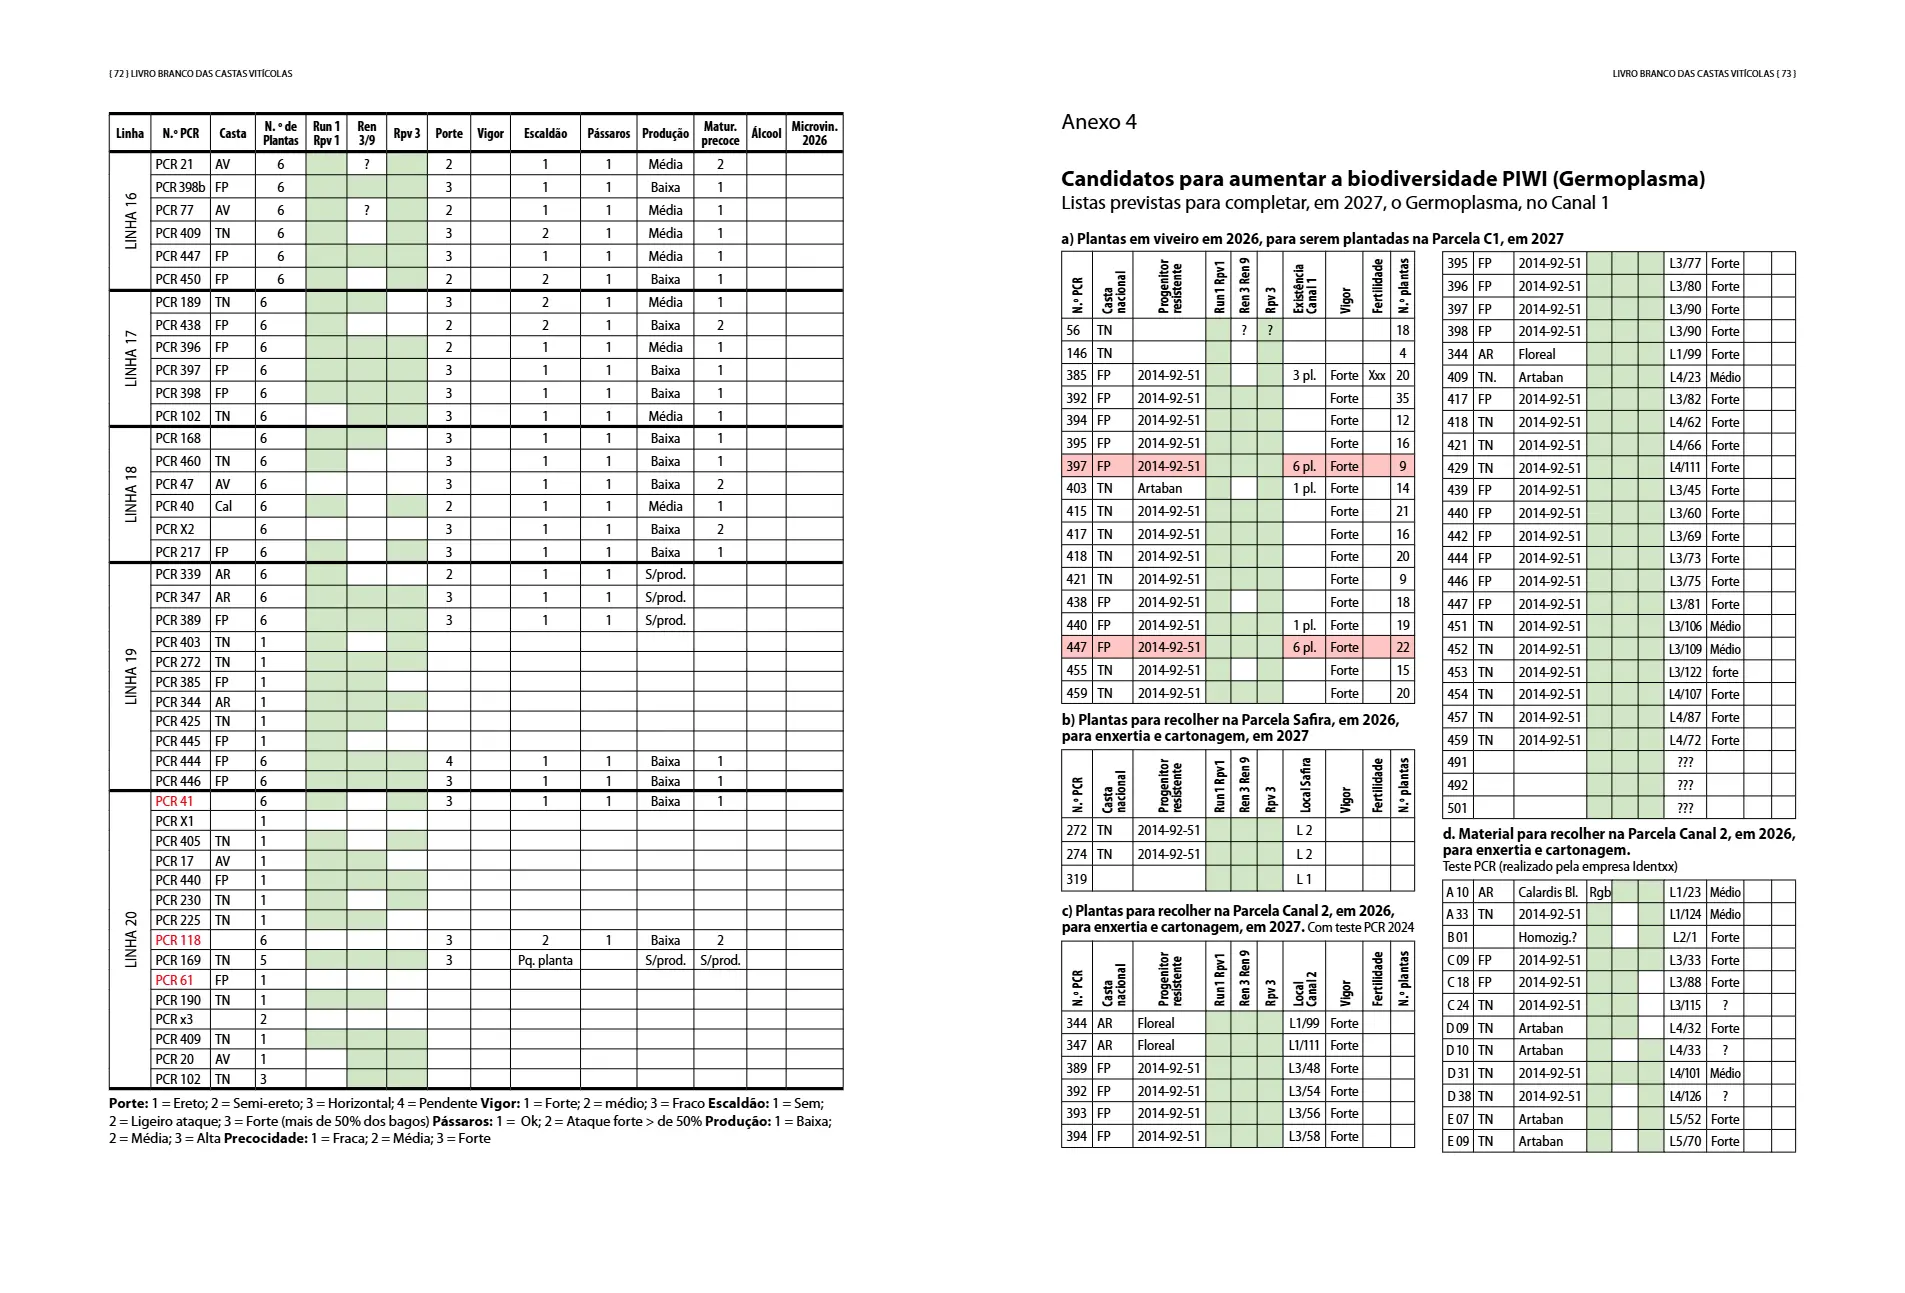 { 72 } LIVRO BRANCO DAS CASTAS VITÍCOLAS
Linha N.º PCR Casta N. º de Plantas Run 1 Rpv 1 Ren 3/9 Rpv 3 Porte Vigor Escaldão Pássaros Produção Matur. precoce Álcool Microvin. 2026
LINHA 16
PCR 21 AV 6 ? 2 1 1 Média 2
PCR 398b FP 6 3 1 1 Baixa 1
PCR 77 AV 6 ? 2 1 1 Média 1
PCR 409 TN 6 3 2 1 Média 1
PCR 447 FP 6 3 1 1 Média 1
PCR 450 FP 6 2 2 1 Baixa 1
LINHA 17
PCR 189 TN 6 3 2 1 Média 1
PCR 438 FP 6 2 2 1 Baixa 2
PCR 396 FP 6 2 1 1 Média 1
PCR 397 FP 6 3 1 1 Baixa 1
PCR 398 FP 6 3 1 1 Baixa 1
PCR 102 TN 6 3 1 1 Média 1
LINHA 18
PCR 168 6 3 1 1 Baixa 1
PCR 460 TN 6 3 1 1 Baixa 1
PCR 47 AV 6 3 1 1 Baixa 2
PCR 40 Cal 6 2 1 1 Média 1
PCR X2 6 3 1 1 Baixa 2
PCR 217 FP 6 3 1 1 Baixa 1
LINHA 19
PCR 339 AR 6 2 1 1 S/prod.
PCR 347 AR 6 3 1 1 S/prod.
PCR 389 FP 6 3 1 1 S/prod.
PCR 403 TN 1
PCR 272 TN 1
PCR 385 FP 1
PCR 344 AR 1
PCR 425 TN 1
PCR 445 FP 1
PCR 444 FP 6 4 1 1 Baixa 1
PCR 446 FP 6 3 1 1 Baixa 1
LINHA 20
PCR 41 6 3 1 1 Baixa 1
PCR X1 1
PCR 405 TN 1
PCR 17 AV 1
PCR 440 FP 1
PCR 230 TN 1
PCR 225 TN 1
PCR 118 6 3 2 1 Baixa 2
PCR 169 TN 5 3 Pq. planta S/prod. S/prod.
PCR 61 FP 1
PCR 190 TN 1
PCR x3 2
PCR 409 TN 1
PCR 20 AV 1
PCR 102 TN 3
Porte: 1 = Ereto; 2 = Semi-ereto; 3 = Horizontal; 4 = Pendente Vigor: 1 = Forte; 2 = médio; 3 = Fraco Escaldão: 1 = Sem;
2 = Ligeiro ataque; 3 = Forte (mais de 50% dos bagos) Pássaros: 1 = Ok; 2 = Ataque forte > de 50% Produção: 1 = Baixa;
2 = Média; 3 = Alta Precocidade: 1 = Fraca; 2 = Média; 3 = Forte
LIVRO BRANCO DAS CASTAS VITÍCOLAS { 73 }
Anexo 4
Candidatos para aumentar a biodiversidade PIWI (Germoplasma)
Listas previstas para completar, em 2027, o Germoplasma, no Canal 1
a) Plantas em viveiro em 2026, para serem plantadas na Parcela C1, em 2027
N.º PCR Casta nacional Progenitor resistente Run1 Rpv1 Ren 3 Ren 9 Rpv 3 Existência Canal 1 Vigor Fertilidade N.º plantas
56 TN ? ? 18
146 TN 4
385 FP 2014-92-51 3 pl. Forte Xxx 20
392 FP 2014-92-51 Forte 35
394 FP 2014-92-51 Forte 12
395 FP 2014-92-51 Forte 16
397 FP 2014-92-51 6 pl. Forte 9
403 TN Artaban 1 pl. Forte 14
415 TN 2014-92-51 Forte 21
417 TN 2014-92-51 Forte 16
418 TN 2014-92-51 Forte 20
421 TN 2014-92-51 Forte 9
438 FP 2014-92-51 Forte 18
440 FP 2014-92-51 1 pl. Forte 19
447 FP 2014-92-51 6 pl. Forte 22
455 TN 2014-92-51 Forte 15
459 TN 2014-92-51 Forte 20
b) Plantas para recolher na Parcela Safira, em 2026,
para enxertia e cartonagem, em 2027
N.º PCR Casta nacional Progenitor resistente Run1 Rpv1 Ren 3 Ren 9 Rpv 3 Local Safira Vigor Fertilidade N.º plantas
272 TN 2014-92-51 L 2
274 TN 2014-92-51 L 2
319 L 1
c) Plantas para recolher na Parcela Canal 2, em 2026,
para enxertia e cartonagem, em 2027. Com teste PCR 2024
N.º PCR Casta nacional Progenitor resistente Run1 Rpv1 Ren 3 Ren 9 Rpv 3 Local Canal 2 Vigor Fertilidade N.º plantas
344 AR Floreal L1/99 Forte
347 AR Floreal L1/111 Forte
389 FP 2014-92-51 L3/48 Forte
392 FP 2014-92-51 L3/54 Forte
393 FP 2014-92-51 L3/56 Forte
394 FP 2014-92-51 L3/58 Forte
395 FP 2014-92-51 L3/77 Forte
396 FP 2014-92-51 L3/80 Forte
397 FP 2014-92-51 L3/90 Forte
398 FP 2014-92-51 L3/90 Forte
344 AR Floreal L1/99 Forte
409 TN. Artaban L4/23 Médio
417 FP 2014-92-51 L3/82 Forte
418 TN 2014-92-51 L4/62 Forte
421 TN 2014-92-51 L4/66 Forte
429 TN 2014-92-51 L4/111 Forte
439 FP 2014-92-51 L3/45 Forte
440 FP 2014-92-51 L3/60 Forte
442 FP 2014-92-51 L3/69 Forte
444 FP 2014-92-51 L3/73 Forte
446 FP 2014-92-51 L3/75 Forte
447 FP 2014-92-51 L3/81 Forte
451 TN 2014-92-51 L3/106 Médio
452 TN 2014-92-51 L3/109 Médio
453 TN 2014-92-51 L3/122 forte
454 TN 2014-92-51 L4/107 Forte
457 TN 2014-92-51 L4/87 Forte
459 TN 2014-92-51 L4/72 Forte
491 ???
492 ???
501 ???
d. Material para recolher na Parcela Canal 2, em 2026,
para enxertia e cartonagem.
Teste PCR (realizado pela empresa Identxx)
A 10 AR Calardis Bl. Rgb L1/23 Médio
A 33 TN 2014-92-51 L1/124 Médio
B 01 Homozig.? L2/1 Forte
C 09 FP 2014-92-51 L3/33 Forte
C 18 FP 2014-92-51 L3/88 Forte
C 24 TN 2014-92-51 L3/115 ?
D 09 TN Artaban L4/32 Forte
D 10 TN Artaban L4/33 ?
D 31 TN 2014-92-51 L4/101 Médio
D 38 TN 2014-92-51 L4/126 ?
E 07 TN Artaban L5/52 Forte
E 09 TN Artaban L5/70 Forte